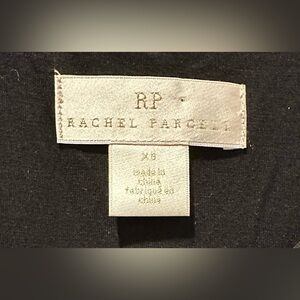 RP
RACHEL PARCELL
XS
made in
china
fabriqué en
chine